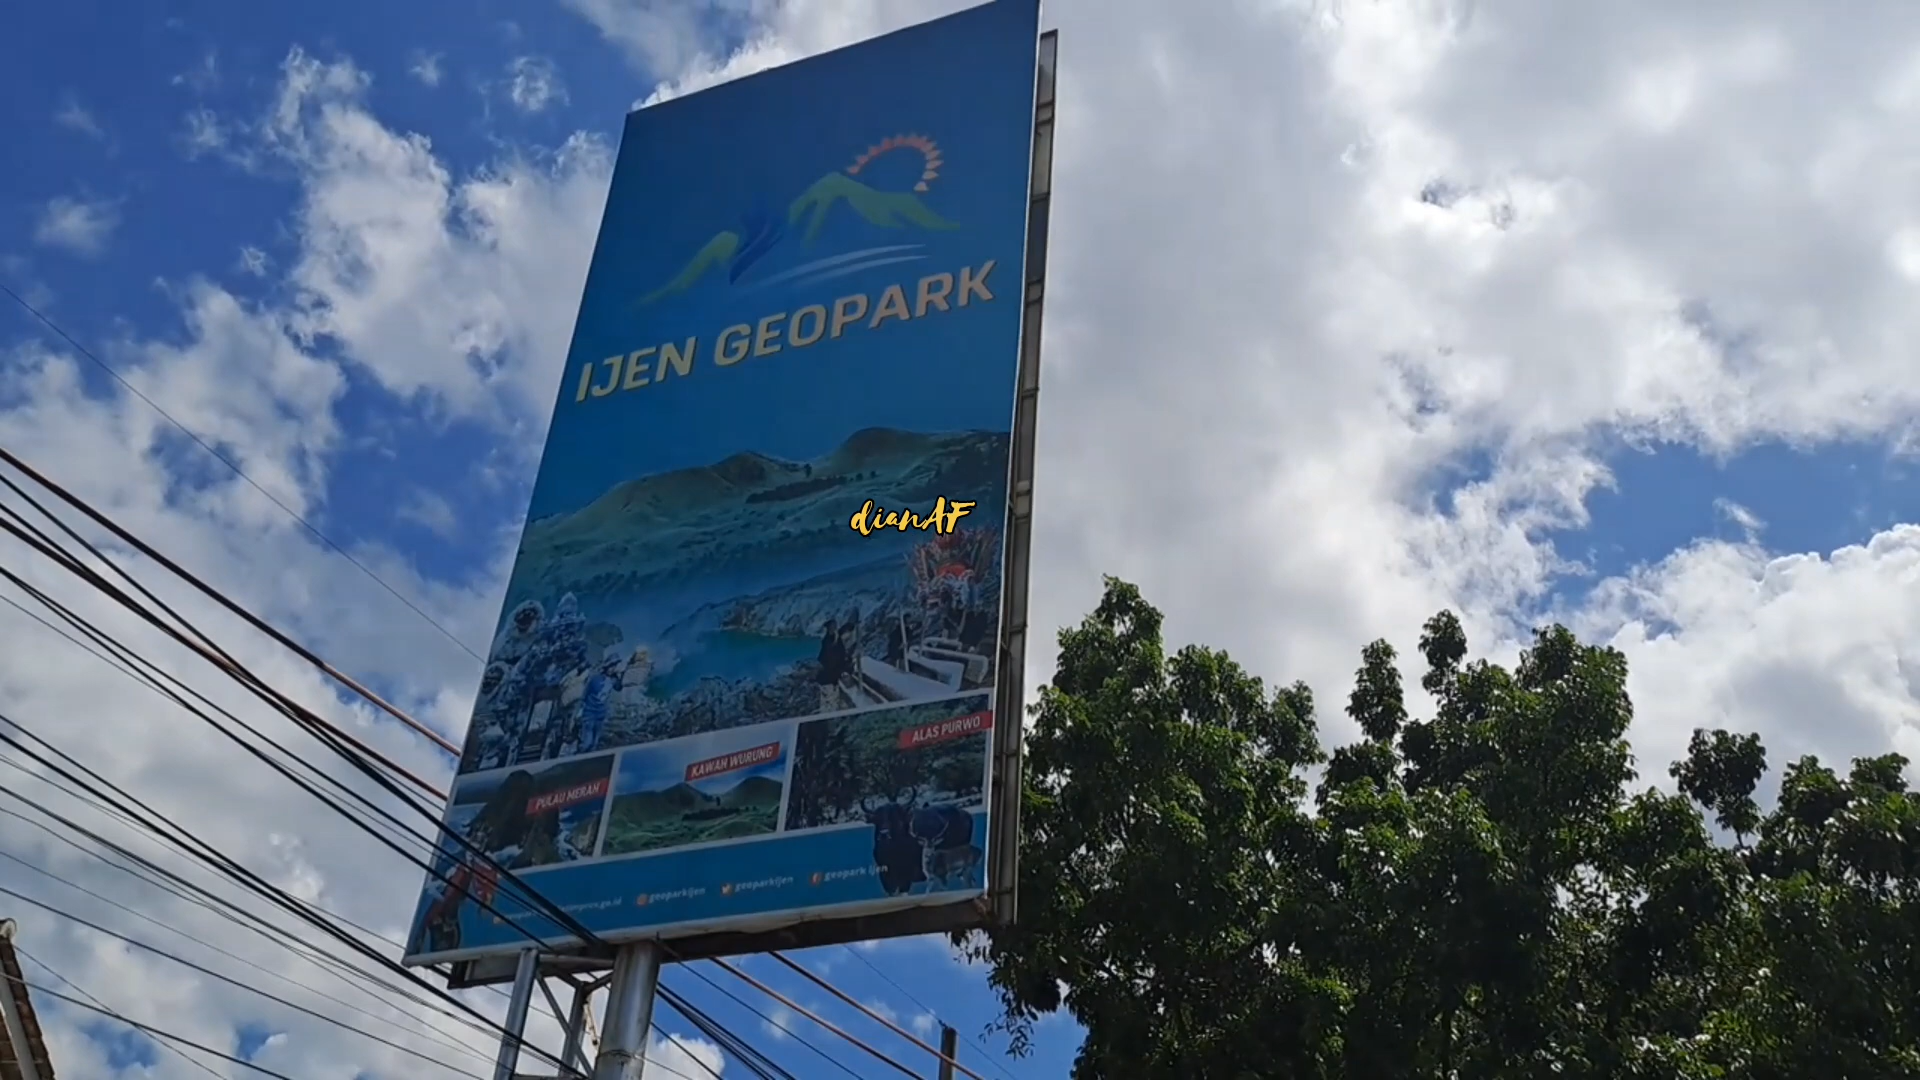 IJEN GEOPARK
dianAF
PULAU MERAH
KAWAH WURUNG
ALAS PURWO
geoparkijen
geoparkijen
geopark ijen